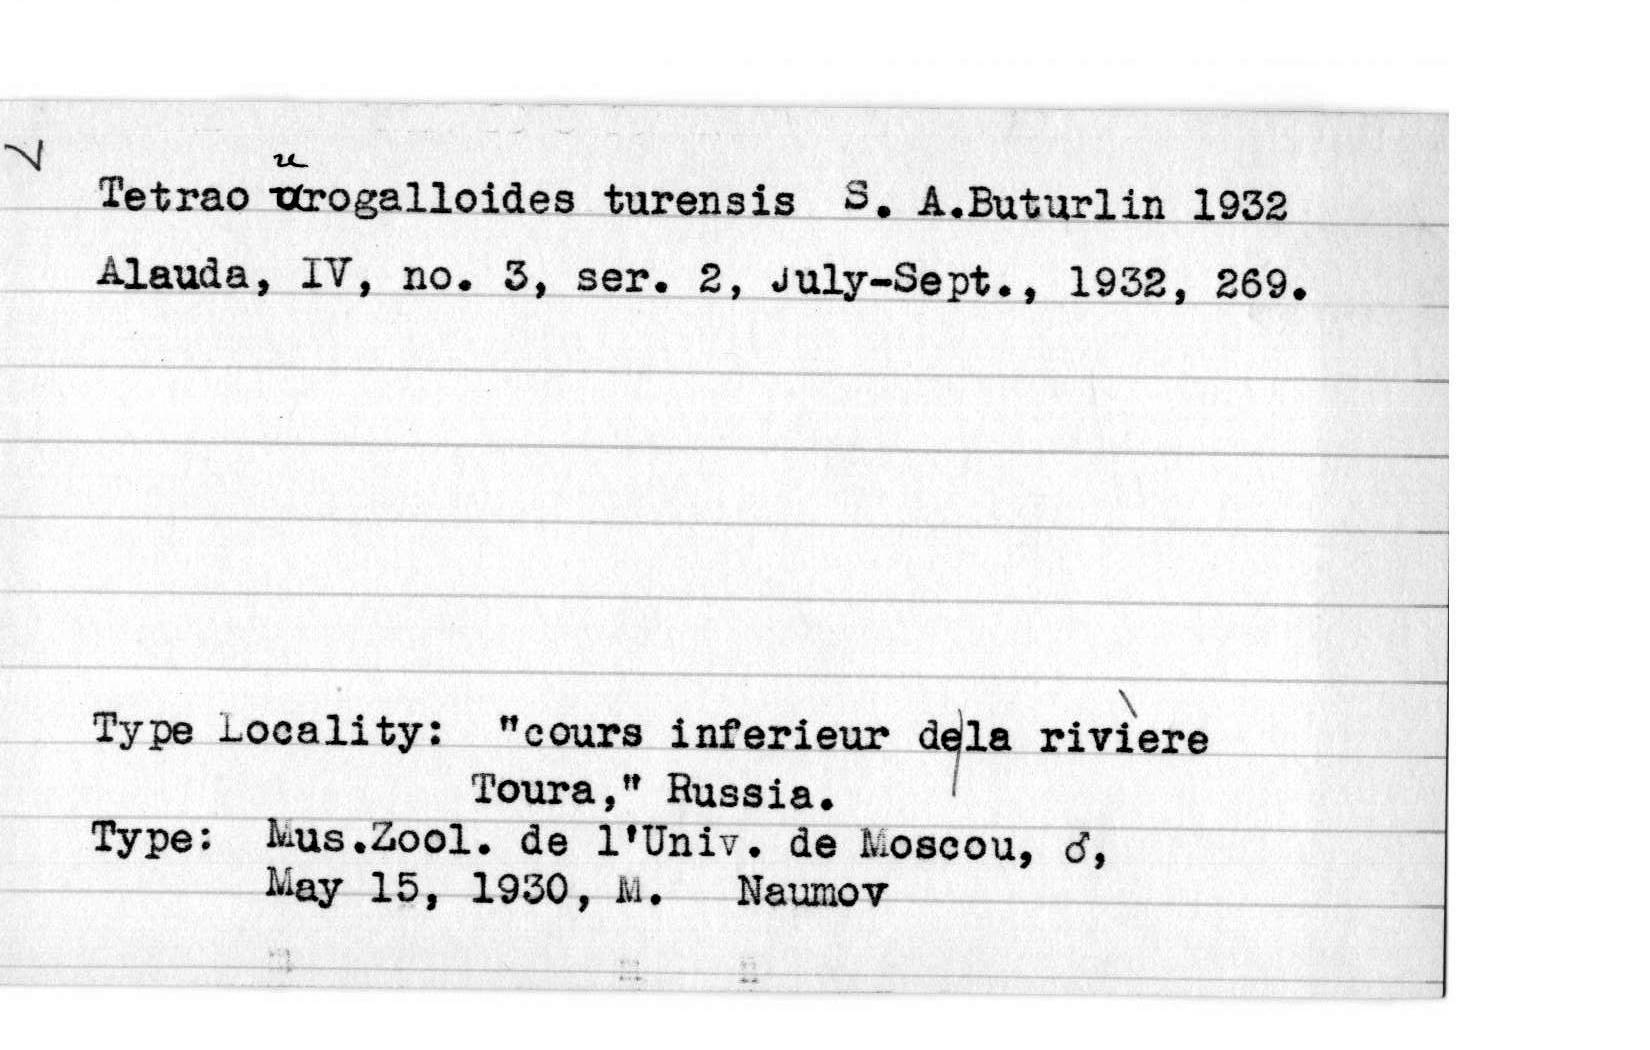 Tetrao urogalloides turensis S. A.Buturlin 1932
Alauda, IV, no. 3, ser. 2, July-Sept., 1932, 269.
Type Locality: "cours inferieur de la rivière
Toura," Russia.
Type: Mus.Zool. de l'Univ. de Moscou, ♂,
May 15, 1930, M. Naumov